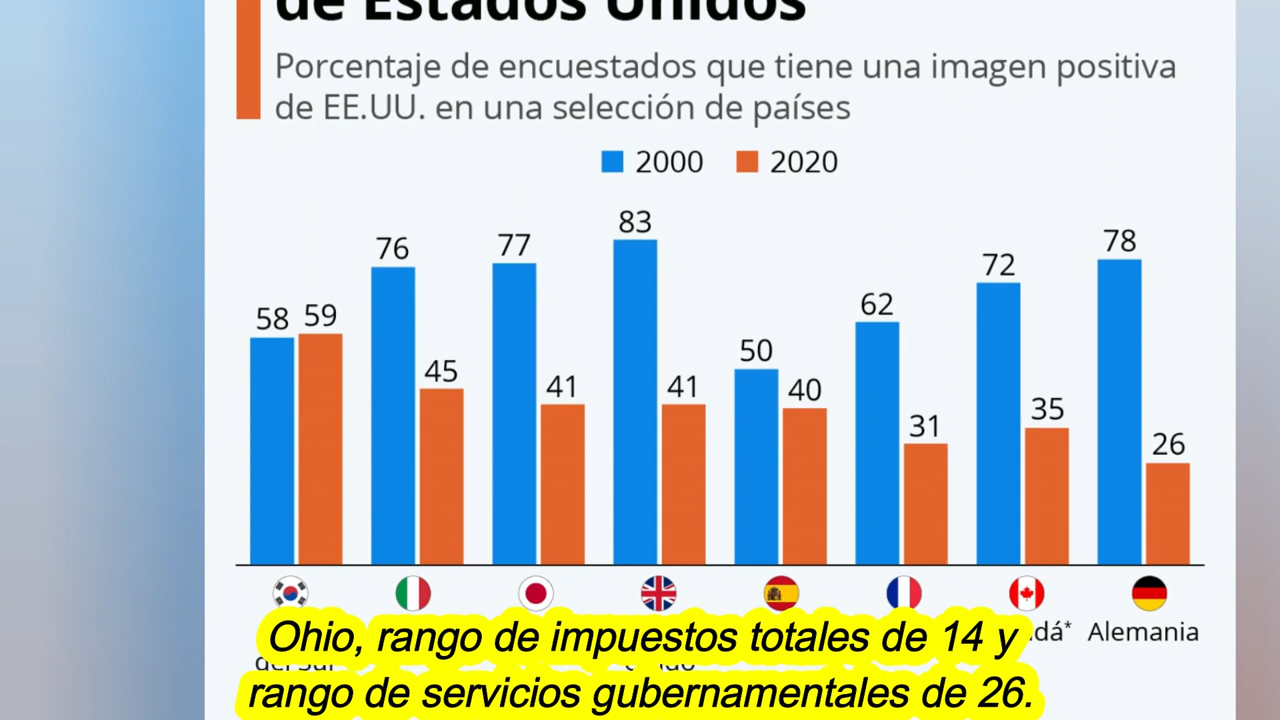 de Estados Unidos
Porcentaje de encuestados que tiene una imagen positiva
de EE.UU. en una selección de países
2000 2020
58 59 76 45 77 41 83 41 50 40 62 31 72 35 78 26
Alemania
Ohio, rango de impuestos totales de 14 y
rango de servicios gubernamentales de 26.